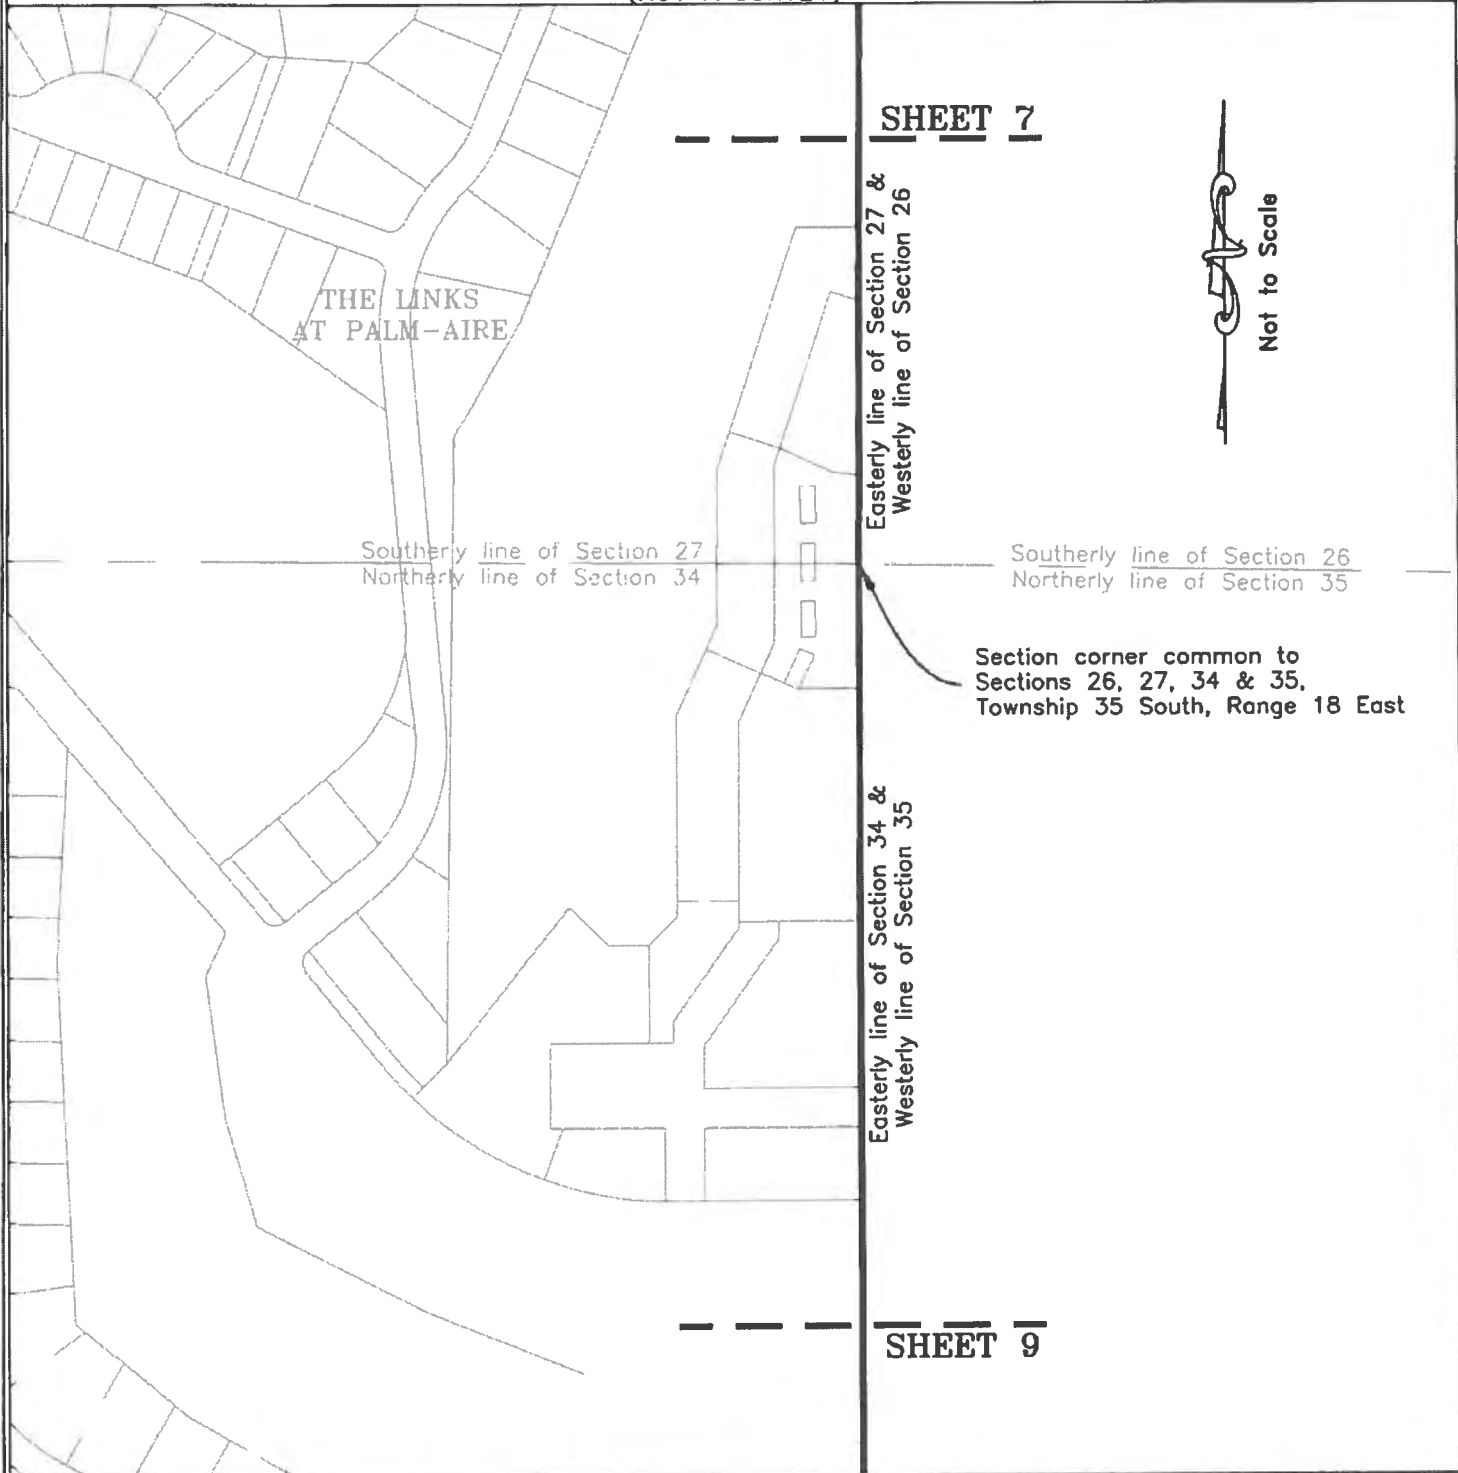 SHEET 7
Easterly line of Section 27 &
Westerly line of Section 26
Not to Scale
THE LINKS
AT PALM-AIRE
Southerly line of Section 27
Northerly line of Section 34
Southerly line of Section 26
Northerly line of Section 35
Section corner common to
Sections 26, 27, 34 & 35,
Township 35 South, Range 18 East
Easterly line of Section 34 &
Westerly line of Section 35
SHEET 9